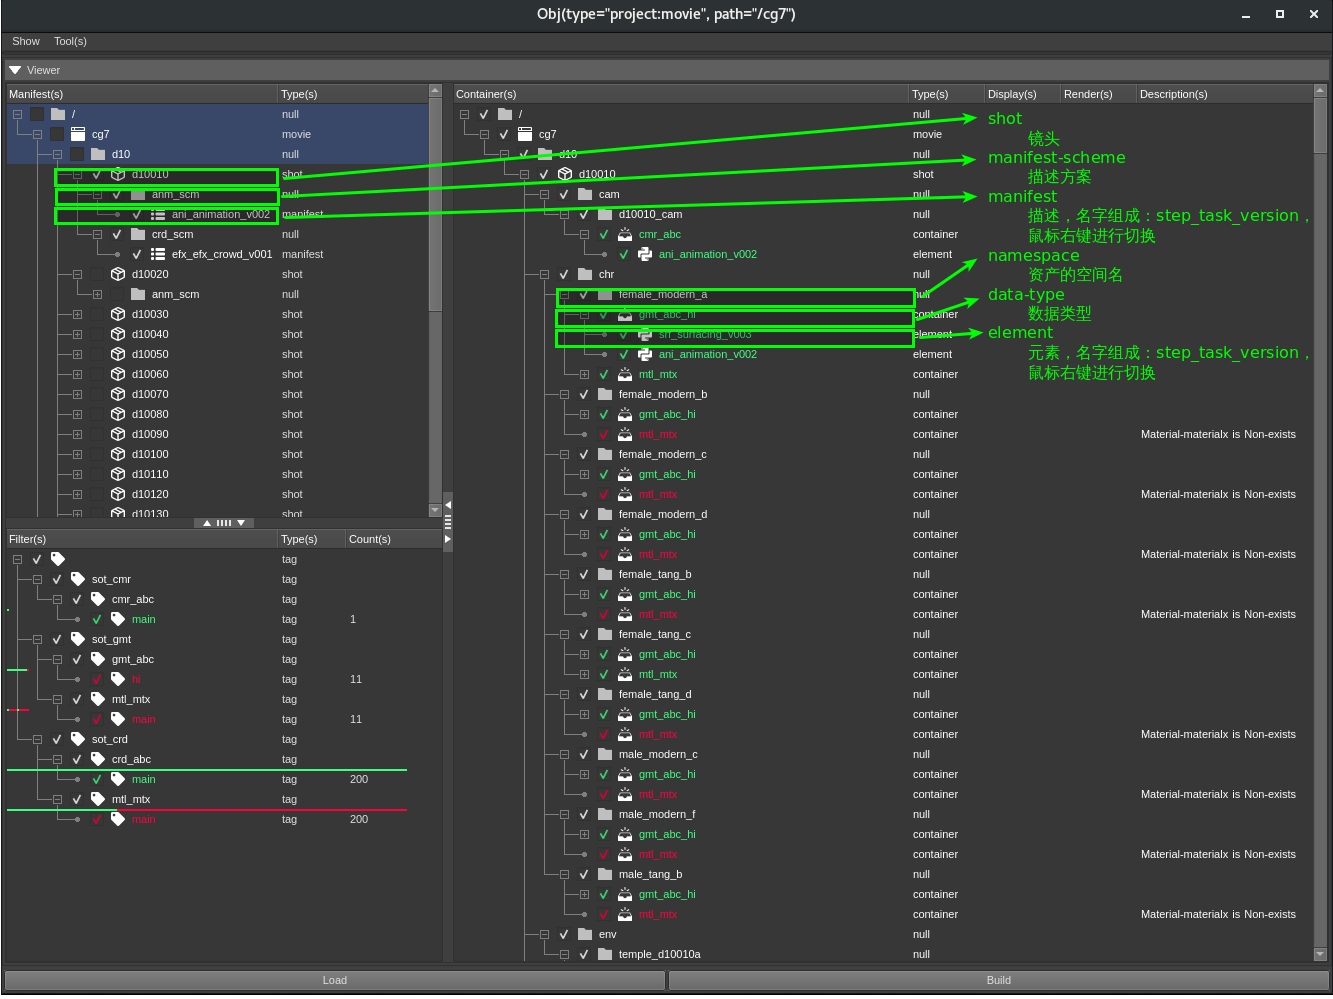 Obj(type="project:movie", path="/cg7")
Show Tool(s)
Viewer
Manifest(s) Type(s)
/ null
cg7 movie
d10 null
d10010 shot
anm_scm null
ani_animation_v002 manifest
crd_scm null
efx_efx_crowd_v001 manifest
d10020 shot
anm_scm null
d10030 shot
d10040 shot
d10050 shot
d10060 shot
d10070 shot
d10080 shot
d10090 shot
d10100 shot
d10110 shot
d10120 shot
d10130 shot
Filter(s) Type(s) Count(s)
tag
sot_cmr tag
cmr_abc tag
main tag 1
sot_gmt tag
gmt_abc tag
hi tag 11
mtl_mtx tag
main tag 11
sot_crd tag
crd_abc tag
main tag 200
mtl_mtx tag
main tag 200
Container(s) Type(s) Display(s) Render(s) Description(s)
/ null
cg7 movie
d10 null
d10010 shot
cam null
d10010_cam null
cmr_abc container
ani_animation_v002 element
chr null
female_modern_a null
gmt_abc_hi container
srf_surfacing_v003 element
ani_animation_v002 element
mtl_mtx container
female_modern_b null
gmt_abc_hi container
mtl_mtx container Material-materialx is Non-exists
female_modern_c null
gmt_abc_hi container
mtl_mtx container Material-materialx is Non-exists
female_modern_d null
gmt_abc_hi container
mtl_mtx container Material-materialx is Non-exists
female_tang_b null
gmt_abc_hi container
mtl_mtx container Material-materialx is Non-exists
female_tang_c null
gmt_abc_hi container
mtl_mtx container
female_tang_d null
gmt_abc_hi container
mtl_mtx container Material-materialx is Non-exists
male_modern_c null
gmt_abc_hi container
mtl_mtx container Material-materialx is Non-exists
male_modern_f null
gmt_abc_hi container
mtl_mtx container Material-materialx is Non-exists
male_tang_b null
gmt_abc_hi container
mtl_mtx container Material-materialx is Non-exists
env null
temple_d10010a null
shot
镜头
manifest-scheme
描述方案
manifest
描述，名字组成：step_task_version，
鼠标右键进行切换
namespace
资产的空间名
data-type
数据类型
element
元素，名字组成：step_task_version，
鼠标右键进行切换
Load Build